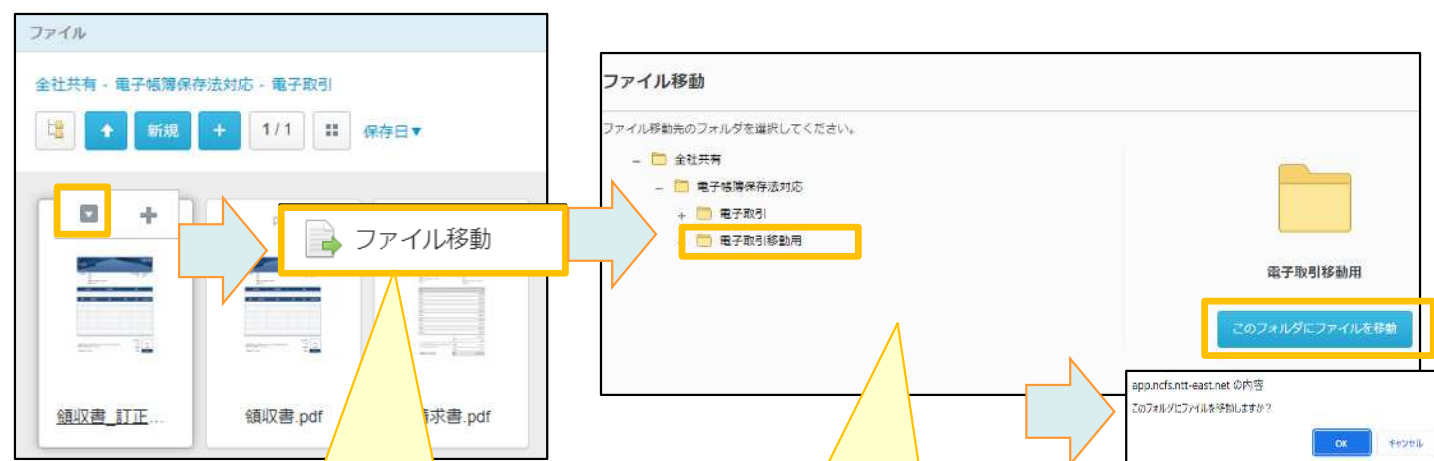 ファイル
全社共有 - 電子帳簿保存法対応 - 電子取引
新規 + 1 / 1 保存日▼
ファイル移動
領収書_訂正...
領収書.pdf
求書.pdf
ファイル移動
ファイル移動先のフォルダを選択してください。
− 全社共有
− 電子帳簿保存法対応
+ 電子取引
電子取引移動用
電子取引移動用
このフォルダにファイルを移動
app.ncfs.ntt-east.net の内容
このフォルダにファイルを移動しますか？
OK キャンセル